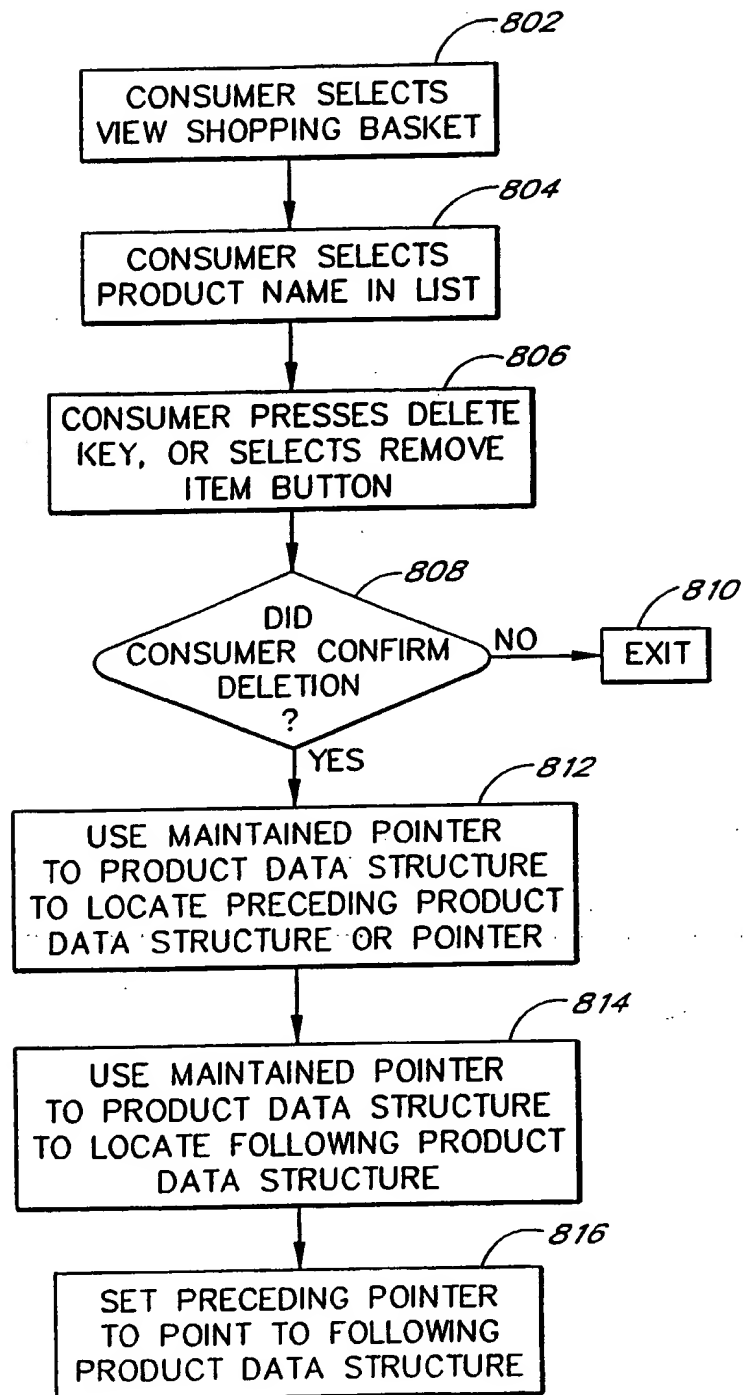 802
CONSUMER SELECTS
VIEW SHOPPING BASKET
804
CONSUMER SELECTS
PRODUCT NAME IN LIST
806
CONSUMER PRESSES DELETE
KEY, OR SELECTS REMOVE
ITEM BUTTON
808
DID
CONSUMER CONFIRM
DELETION
?
NO
810
EXIT
YES
812
USE MAINTAINED POINTER
TO PRODUCT DATA STRUCTURE
TO LOCATE PRECEDING PRODUCT
DATA STRUCTURE OR POINTER
814
USE MAINTAINED POINTER
TO PRODUCT DATA STRUCTURE
TO LOCATE FOLLOWING PRODUCT
DATA STRUCTURE
816
SET PRECEDING POINTER
TO POINT TO FOLLOWING
PRODUCT DATA STRUCTURE